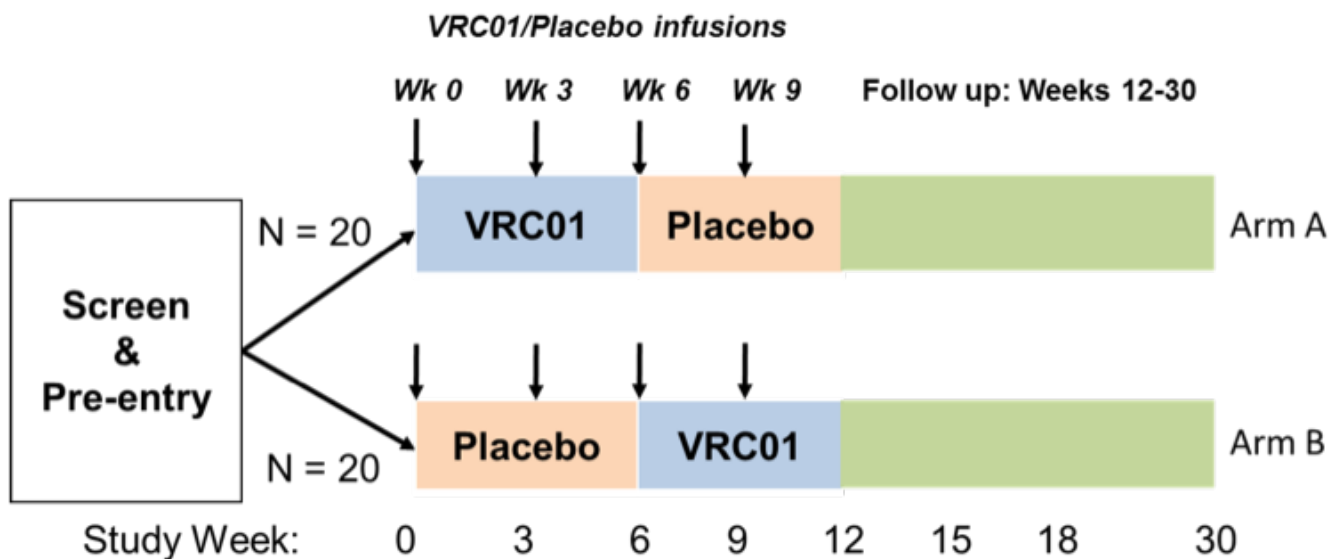 VRC01/Placebo infusions
Wk 0 Wk 3 Wk 6 Wk 9 Follow up: Weeks 12-30
N = 20 VRC01 Placebo Arm A
Screen
&
Pre-entry
N = 20 Placebo VRC01 Arm B
Study Week: 0 3 6 9 12 15 18 30